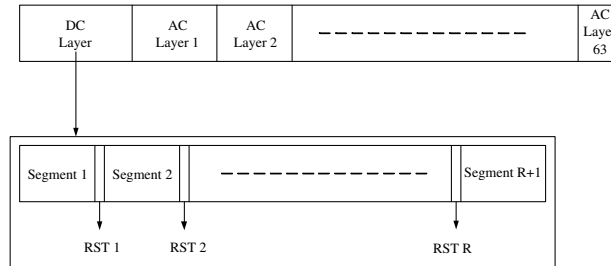 DC
Layer
AC
Layer 1
AC
Layer 2
AC
Laye
63
Segment 1
Segment 2
Segment R+1
RST 1
RST 2
RST R